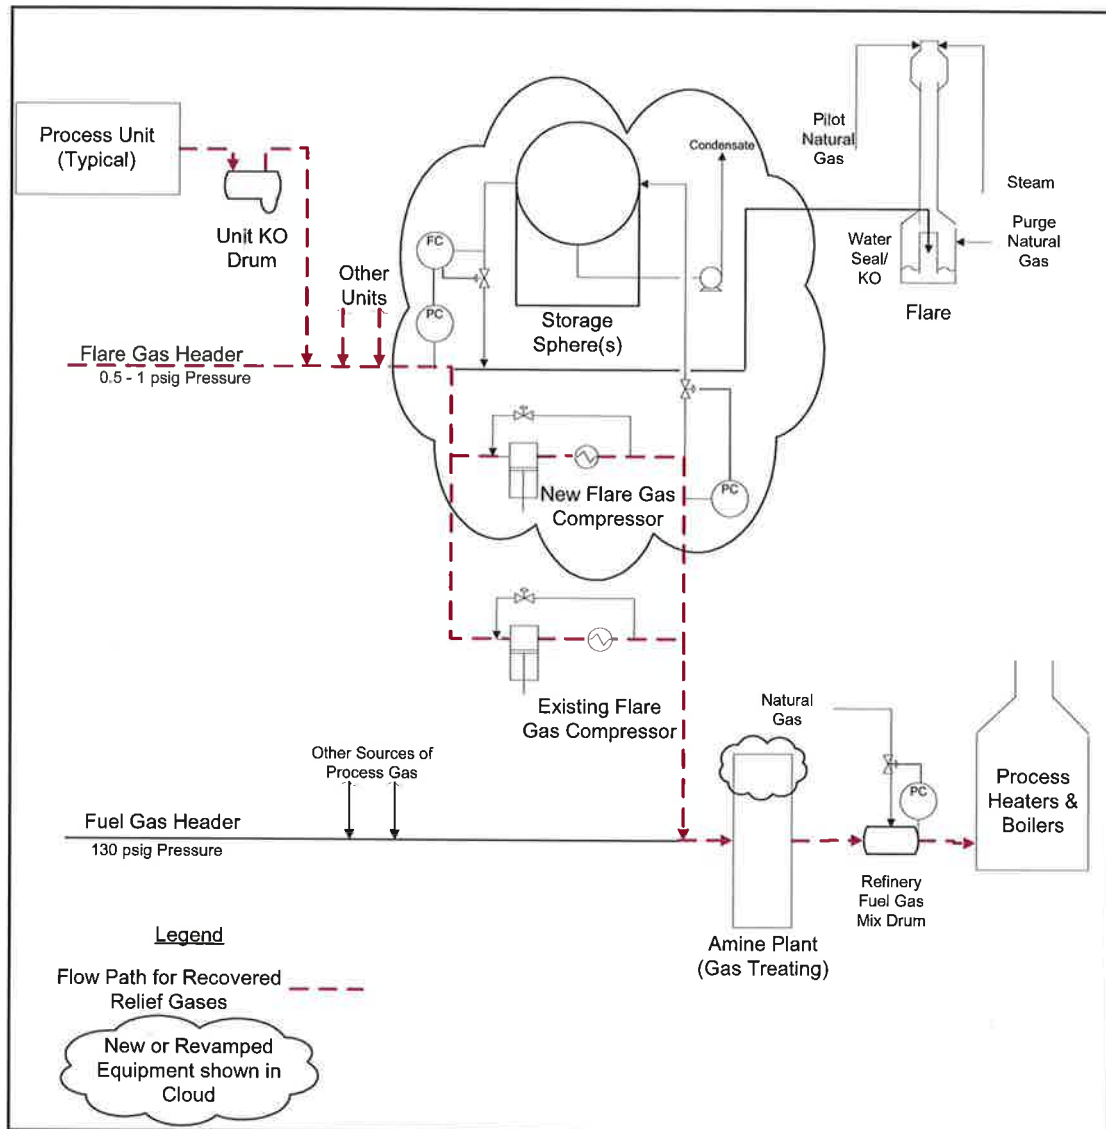 Process Unit
(Typical)
Unit KO
Drum
Other
Units
Flare Gas Header
0.5 - 1 psig Pressure
FC
PC
Condensate
Storage
Sphere(s)
Pilot
Natural
Gas
Steam
Water
Seal/
KO
Purge
Natural
Gas
Flare
New Flare Gas
Compressor
PC
Existing Flare
Gas Compressor
Other Sources of
Process Gas
Fuel Gas Header
130 psig Pressure
Natural
Gas
PC
Process
Heaters &
Boilers
Refinery
Fuel Gas
Mix Drum
Amine Plant
(Gas Treating)
Legend
Flow Path for Recovered
Relief Gases
New or Revamped
Equipment shown in
Cloud